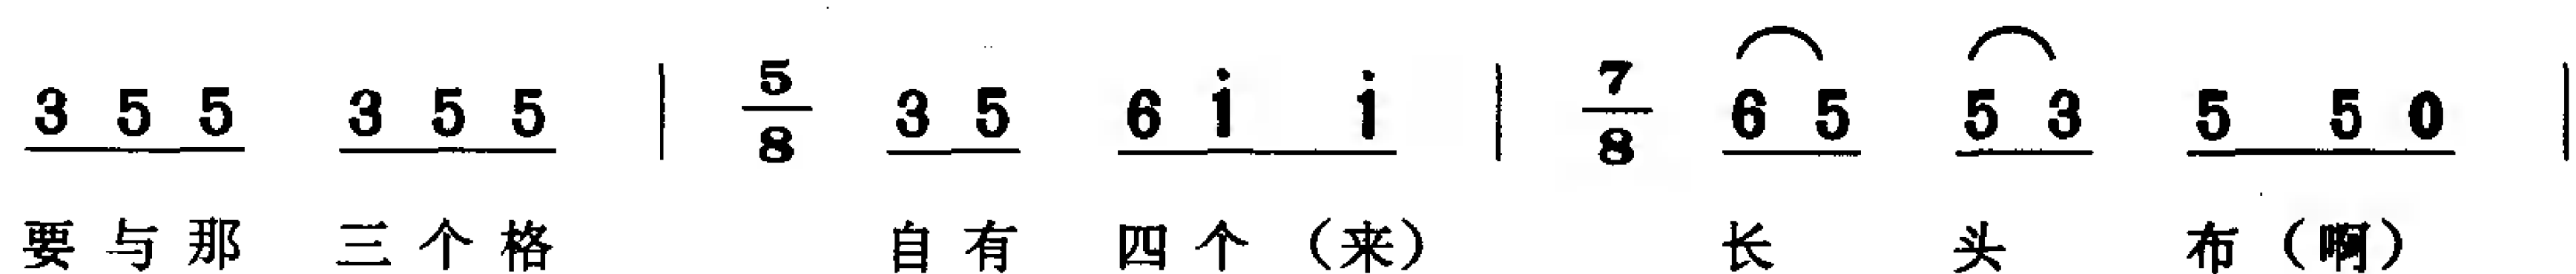 3 5 5 3 5 5 | 5/8 3 5 6 i i | 7/8 6 5 5 3 5 5 0 |
要与那 三个格 自有 四个（来） 长 头 布（啊）